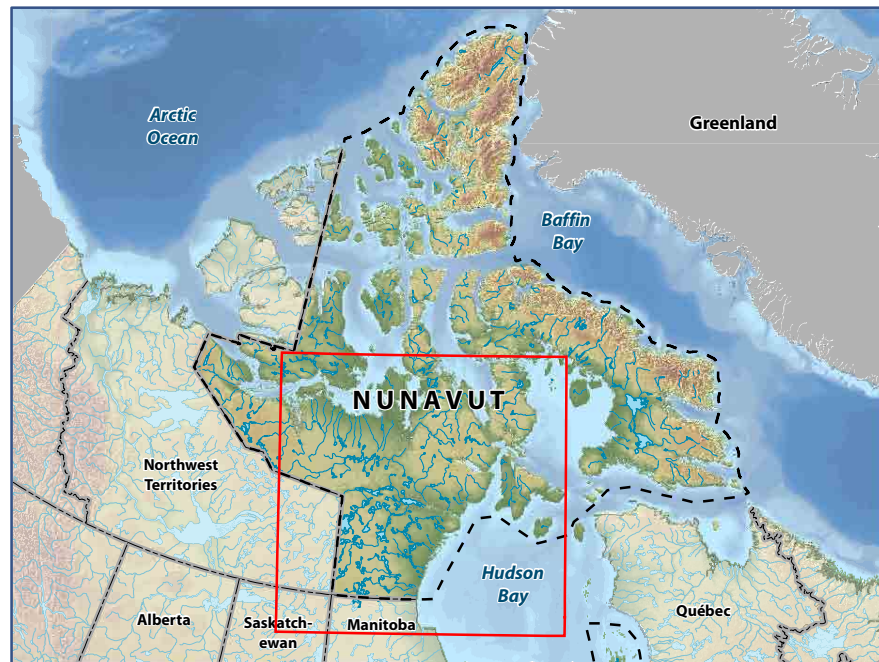 Arctic
Ocean
Greenland
Baffin
Bay
NUNAVUT
Northwest
Territories
Hudson
Bay
Alberta
Saskatch-
ewan
Manitoba
Québec